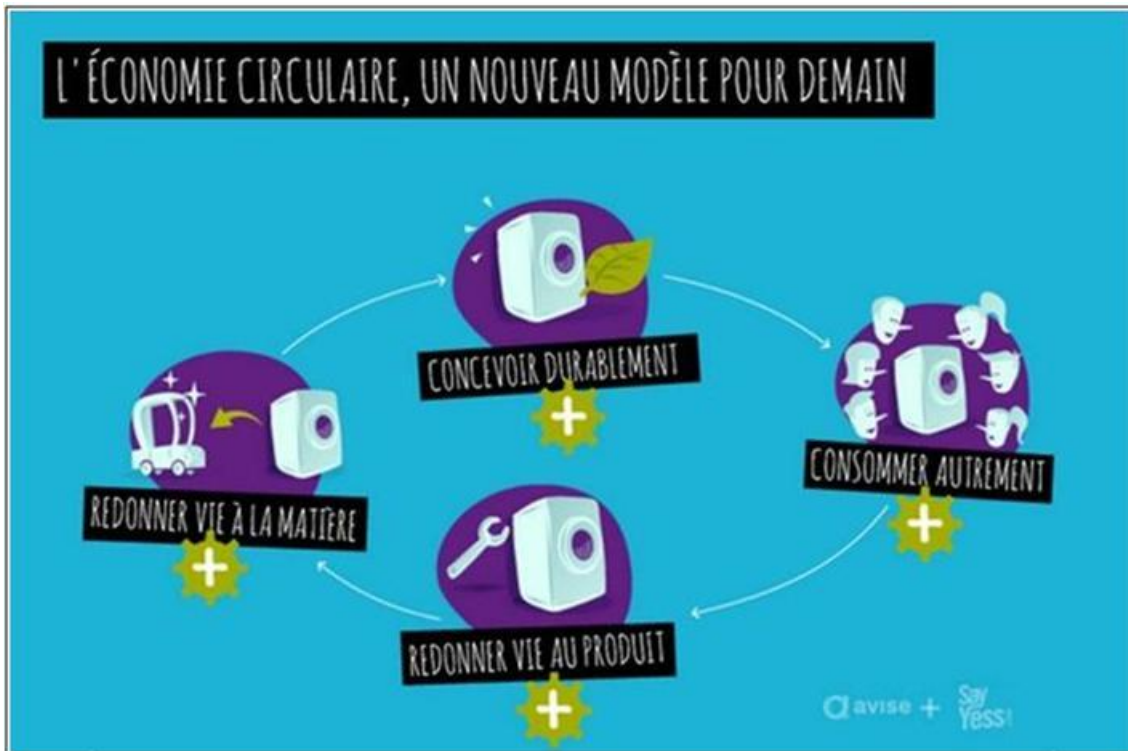 L'ÉCONOMIE CIRCULAIRE, UN NOUVEAU MODÈLE POUR DEMAIN
CONCEVOIR DURABLEMENT
CONSOMMER AUTREMENT
REDONNER VIE À LA MATIÈRE
REDONNER VIE AU PRODUIT
avise + Say
Yess